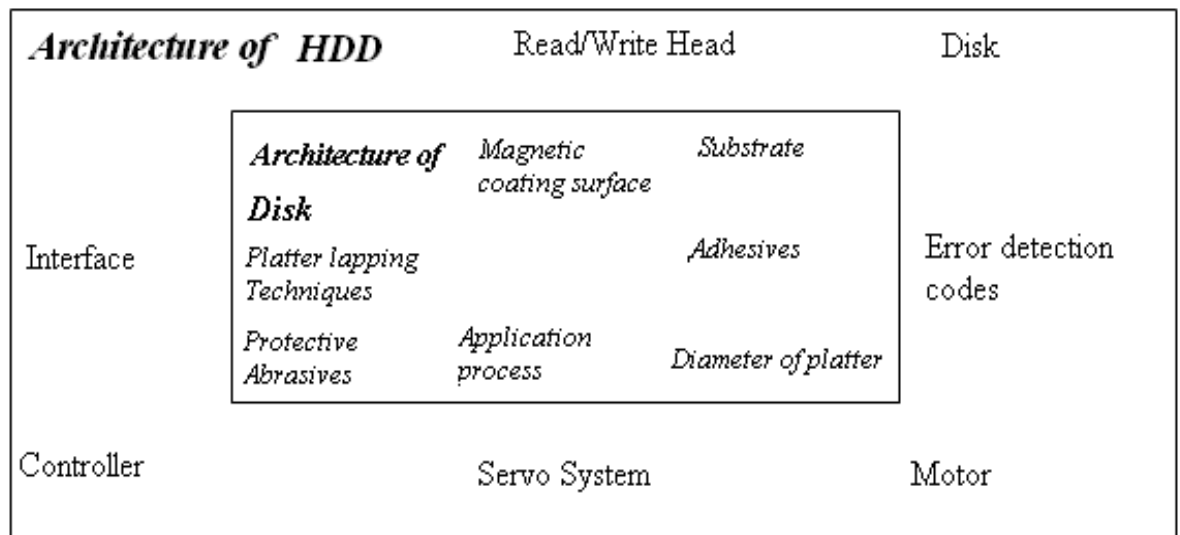 Architecture of HDD Read/Write Head Disk
Architecture of
Disk
Magnetic
coating surface
Substrate
Interface
Platter lapping
Techniques
Adhesives
Error detection
codes
Protective
Abrasives
Application
process
Diameter of platter
Controller Servo System Motor